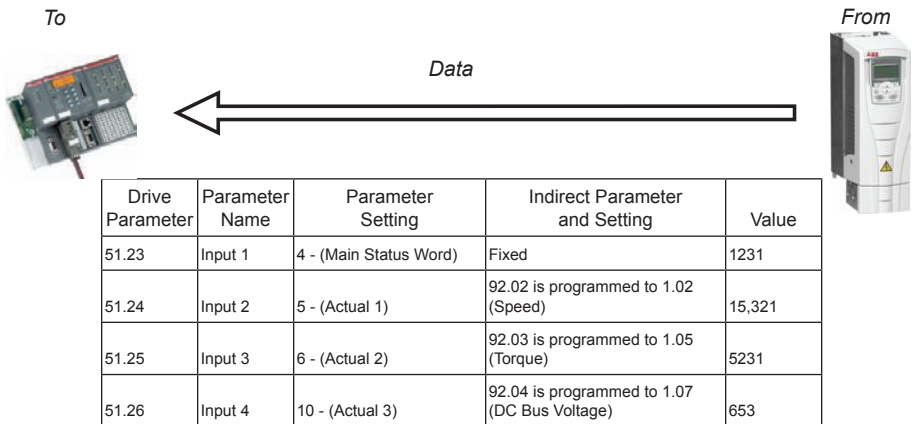 To
From
Data
Drive Parameter
Parameter Name
Parameter Setting
Indirect Parameter and Setting
Value
51.23
Input 1
4 - (Main Status Word)
Fixed
1231
51.24
Input 2
5 - (Actual 1)
92.02 is programmed to 1.02
(Speed)
15,321
51.25
Input 3
6 - (Actual 2)
92.03 is programmed to 1.05
(Torque)
5231
51.26
Input 4
10 - (Actual 3)
92.04 is programmed to 1.07
(DC Bus Voltage)
653
ABB